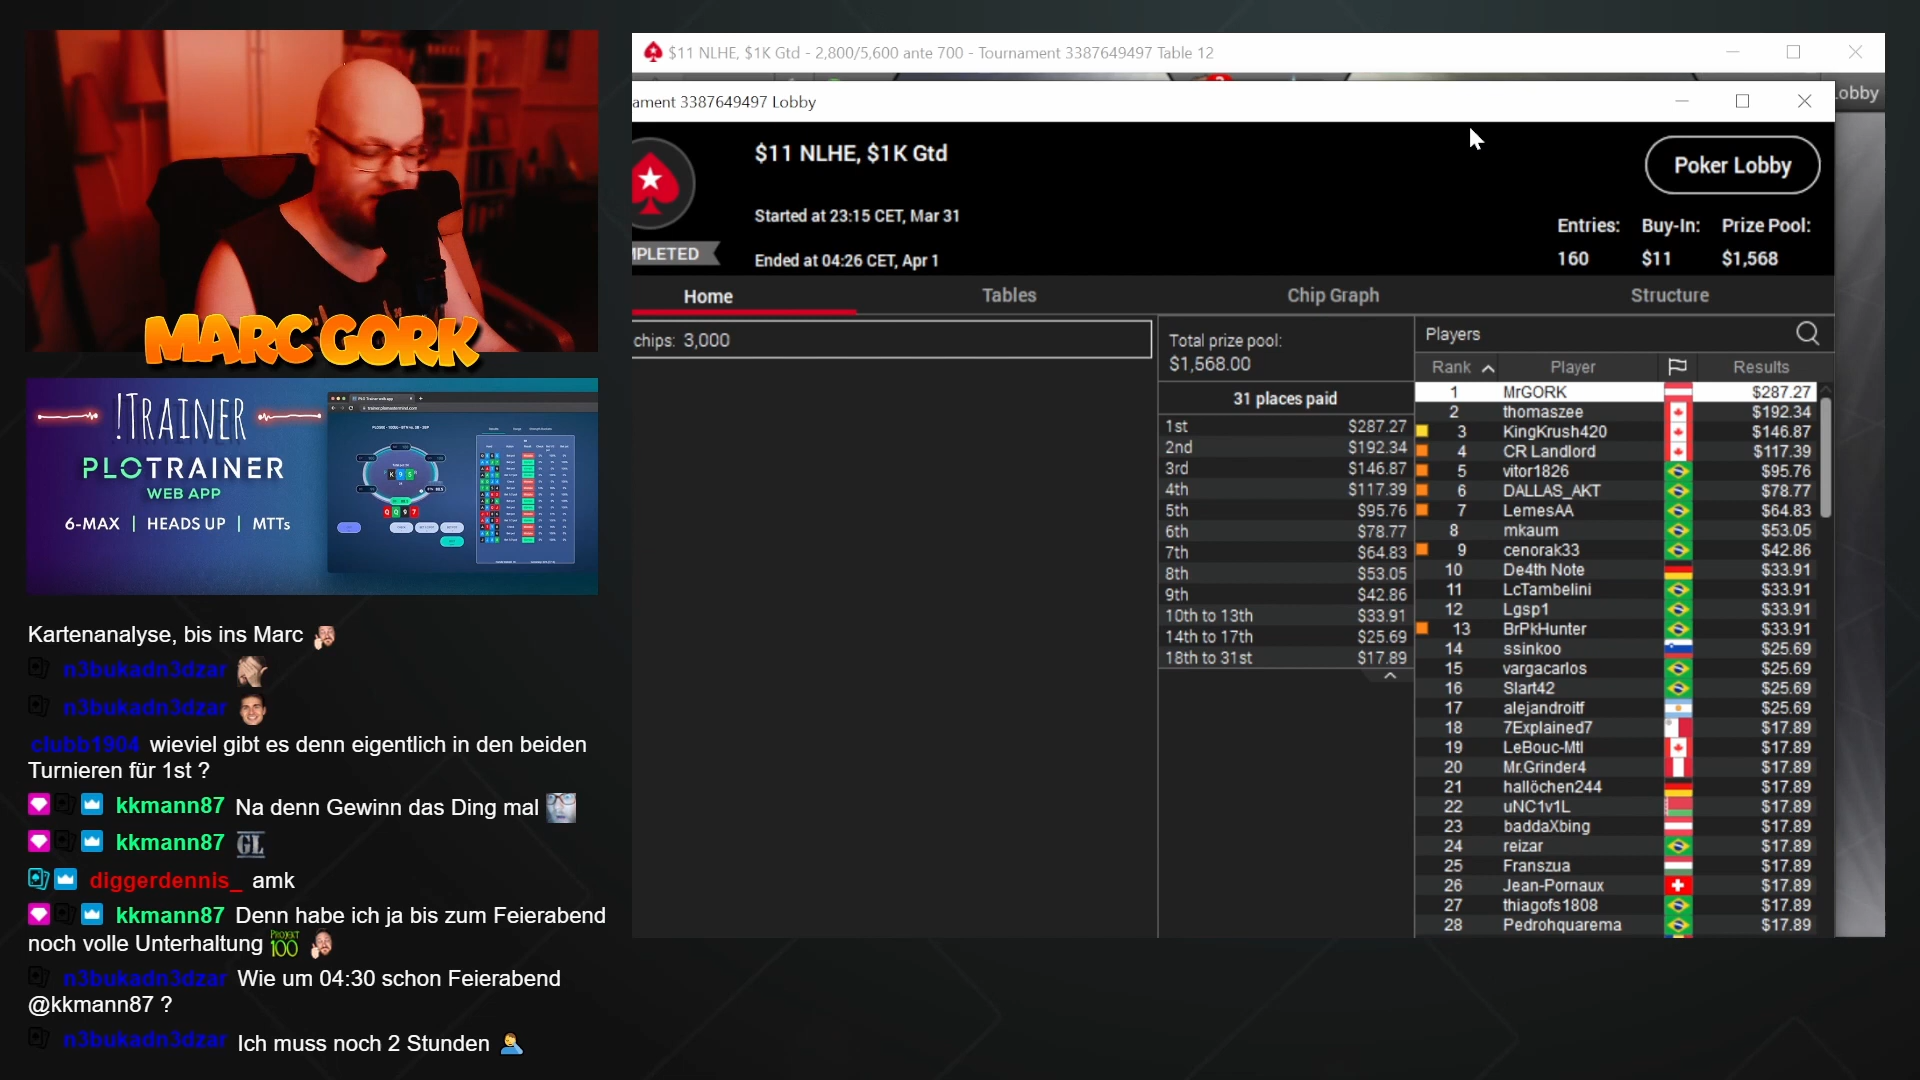 $11 NLHE, $1K Gtd - 2,800/5,600 ante 700 - Tournament 3387649497 Table 12
ament 3387649497 Lobby
obby
$11 NLHE, $1K Gtd
Poker Lobby
Started at 23:15 CET, Mar 31
Entries: Buy-In: Prize Pool:
MPLETED
Ended at 04:26 CET, Apr 1
160 $11 $1,568
Home Tables Chip Graph Structure
chips: 3,000
Total prize pool:
$1,568.00
31 places paid
1st $287.27
2nd $192.34
3rd $146.87
4th $117.39
5th $95.76
6th $78.77
7th $64.83
8th $53.05
9th $42.86
10th to 13th $33.91
14th to 17th $25.69
18th to 31st $17.89
Players
Rank Player Results
1 MrGORK $287.27
2 thomaszee $192.34
3 KingKrush420 $146.87
4 CR Landlord $117.39
5 vitor1826 $95.76
6 DALLAS_AKT $78.77
7 LemesAA $64.83
8 mkaum $53.05
9 cenorak33 $42.86
10 De4th Note $33.91
11 LcTambelini $33.91
12 Lgsp1 $33.91
13 BrPkHunter $33.91
14 ssinkoo $25.69
15 vargacarlos $25.69
16 Slart42 $25.69
17 alejandroitf $25.69
18 7Explained7 $17.89
19 LeBouc-Mtl $17.89
20 Mr.Grinder4 $17.89
21 hallöchen244 $17.89
22 uNC1v1L $17.89
23 baddaXbing $17.89
24 reizar $17.89
25 Franszua $17.89
26 Jean-Pornaux $17.89
27 thiagofs1808 $17.89
28 Pedrohquarema $17.89
MARC GORK
!TRAINER
PLOTRAINER
WEB APP
6-MAX | HEADS UP | MTTs
Kartenanalyse, bis ins Marc
n3bukadn3dzar
n3bukadn3dzar
clubb1904 wieviel gibt es denn eigentlich in den beiden
Turnieren für 1st ?
kkmann87 Na denn Gewinn das Ding mal
kkmann87 GL
diggerdennis_ amk
kkmann87 Denn habe ich ja bis zum Feierabend
noch volle Unterhaltung PROJEKT 100
n3bukadn3dzar Wie um 04:30 schon Feierabend
@kkmann87 ?
n3bukadn3dzar Ich muss noch 2 Stunden